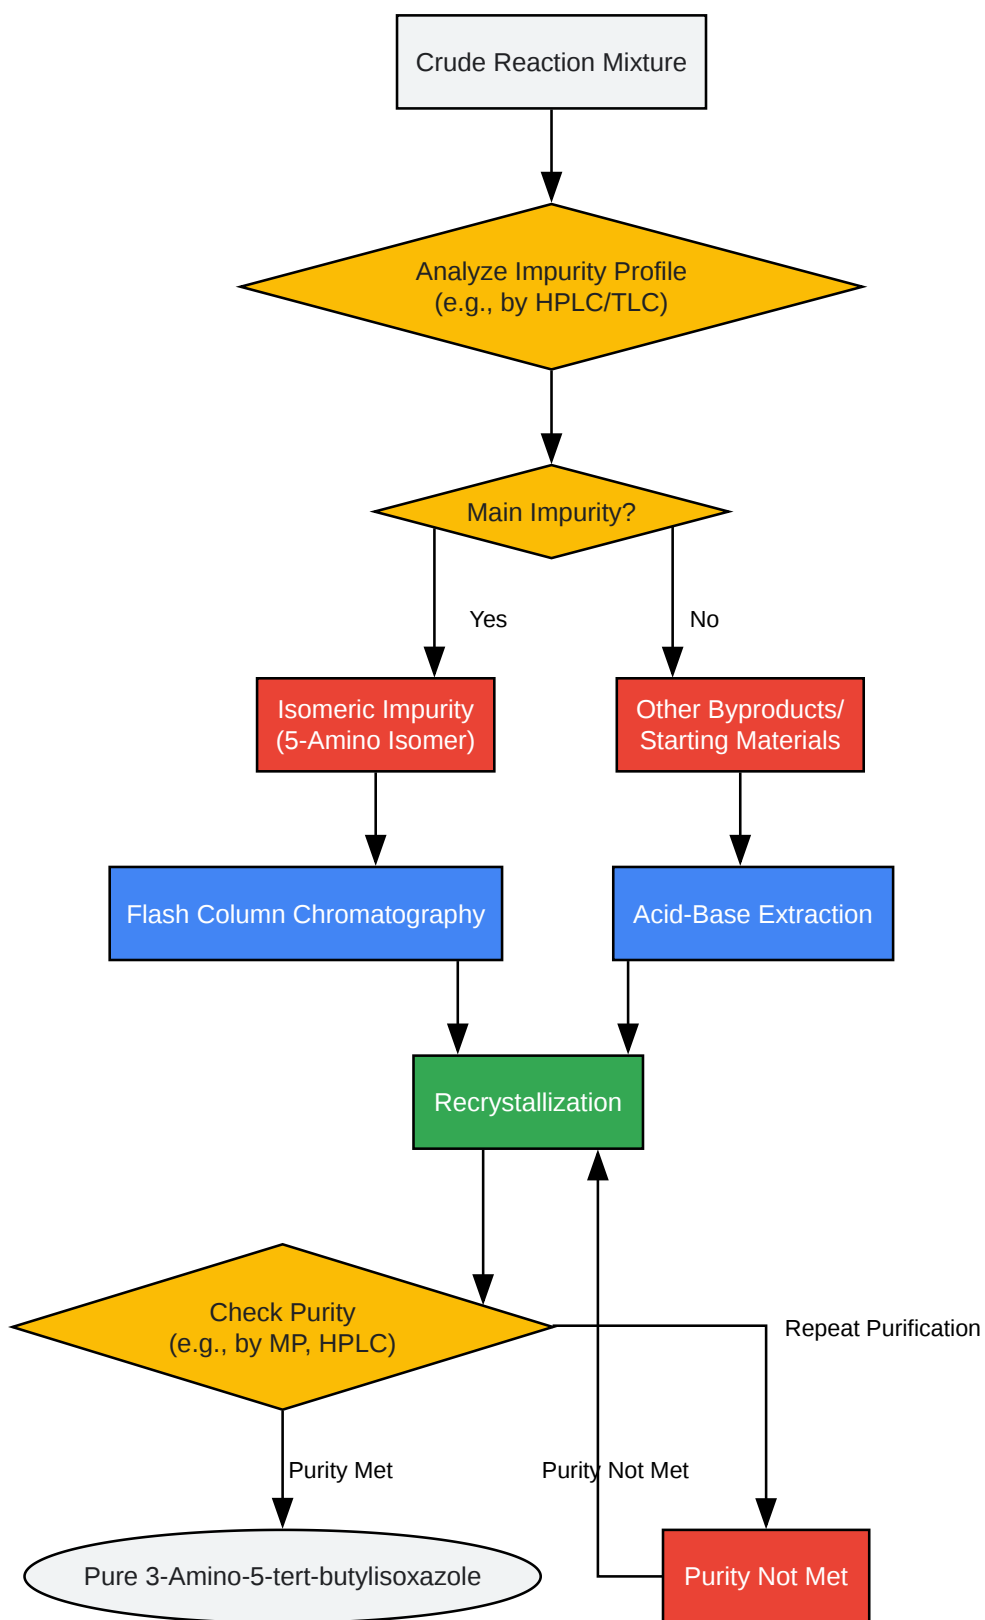 Crude Reaction Mixture
Analyze Impurity Profile
(e.g., by HPLC/TLC)
Main Impurity?
Yes
No
Isomeric Impurity
(5-Amino Isomer)
Other Byproducts/
Starting Materials
Flash Column Chromatography
Acid-Base Extraction
Recrystallization
Check Purity
(e.g., by MP, HPLC)
Repeat Purification
Purity Met
Purity Not Met
Pure 3-Amino-5-tert-butylisoxazole
Purity Not Met